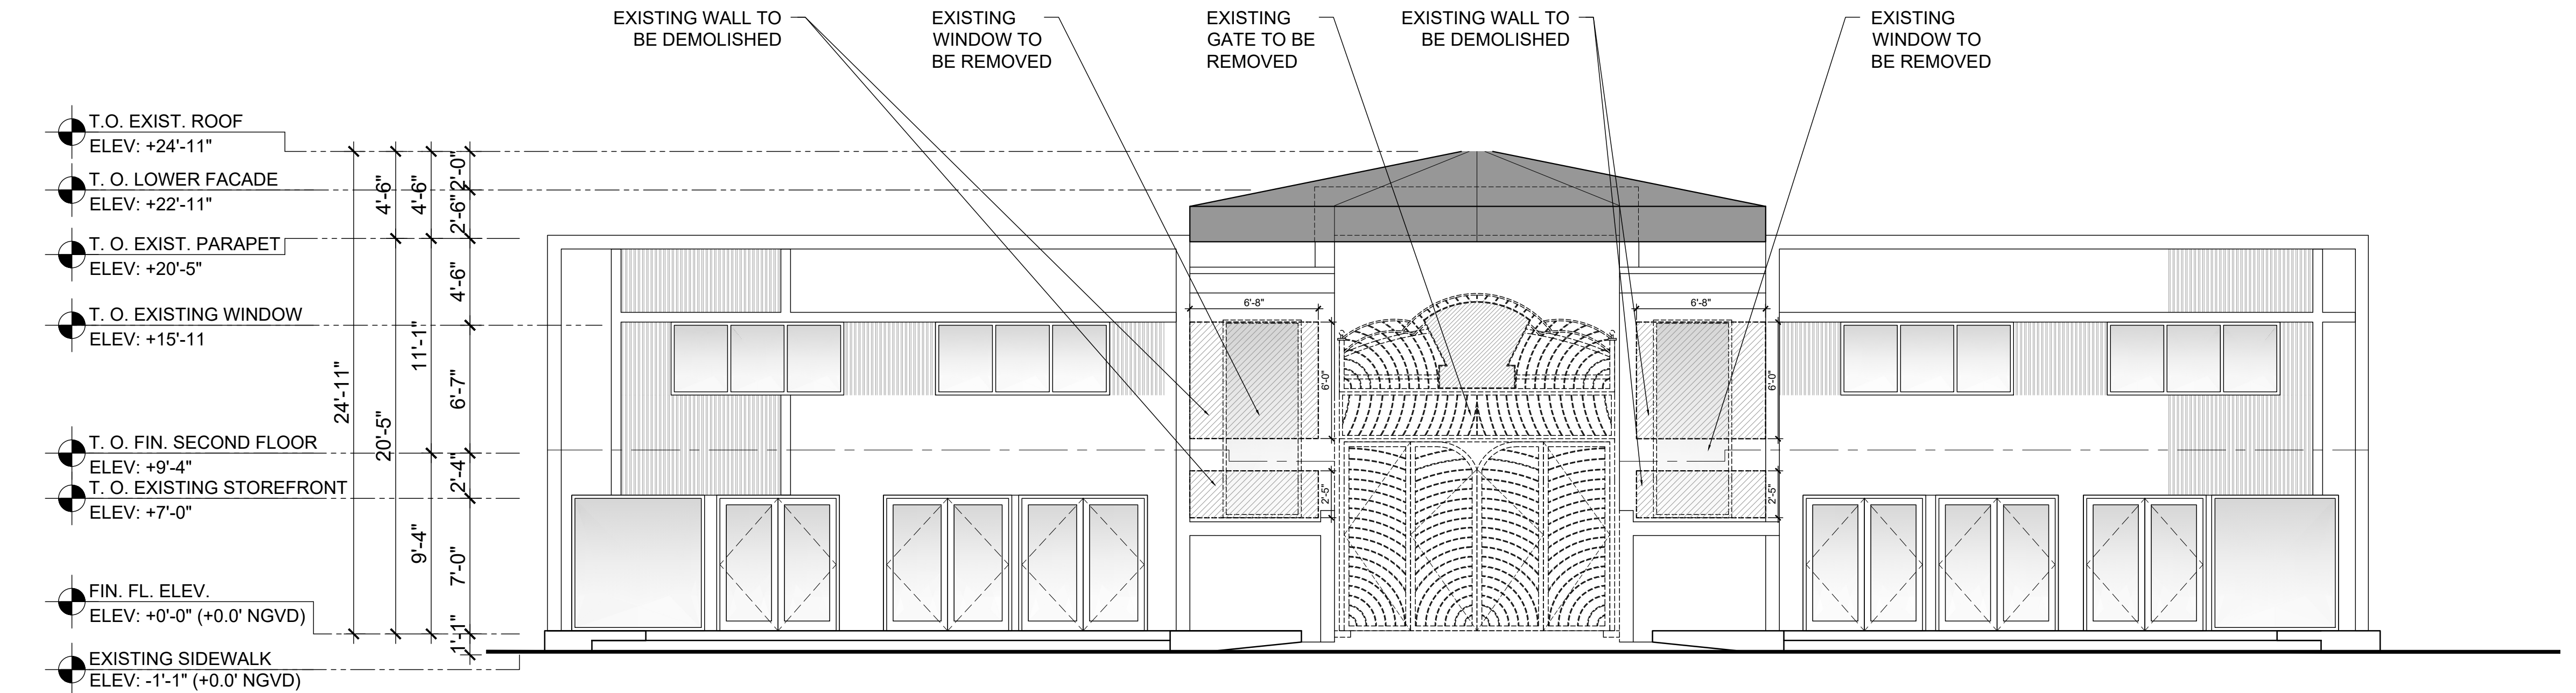 EXISTING WALL TO
BE DEMOLISHED
EXISTING
WINDOW TO
BE REMOVED
EXISTING
GATE TO BE
REMOVED
EXISTING WALL TO
BE DEMOLISHED
EXISTING
WINDOW TO
BE REMOVED
T.O. EXIST. ROOF
ELEV: +24'-11"
T. O. LOWER FACADE
ELEV: +22'-11"
T. O. EXIST. PARAPET
ELEV: +20'-5"
T. O. EXISTING WINDOW
ELEV: +15'-11
T. O. FIN. SECOND FLOOR
ELEV: +9'-4"
T. O. EXISTING STOREFRONT
ELEV: +7'-0"
FIN. FL. ELEV.
ELEV: +0'-0" (+0.0' NGVD)
EXISTING SIDEWALK
ELEV: -1'-1" (+0.0' NGVD)
24'-11"
4'-6"
20'-5"
4'-6"
11'-1"
9'-4"
2'-0"
2'-6"
4'-6"
6'-7"
2'-4"
7'-0"
1'-1"
6'-8"
6'-0"
2'-5"
6'-8"
6'-0"
2'-5"